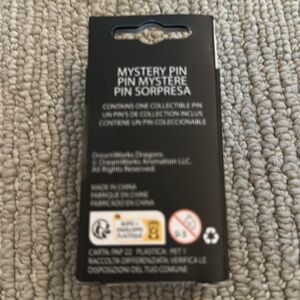 MYSTERY PIN
PIN MYSTÈRE
PIN SORPRESA
CONTAINS ONE COLLECTIBLE PIN
UN PIN'S DE COLLECTION INCLUS
CONTIENE UN PIN COLECCIONABLE
DreamWorks Dragons
© DreamWorks Animation LLC.
All Rights Reserved.
MADE IN CHINA
FABRIQUÉ EN CHINE
FABRICADO EN CHINA
0-3
CARTA: PAP 22 PLASTICA: PET 1
RACCOLTA DIFFERENZIATA: VERIFICA LE
DISPOSIZIONI DEL TUO COMUNE